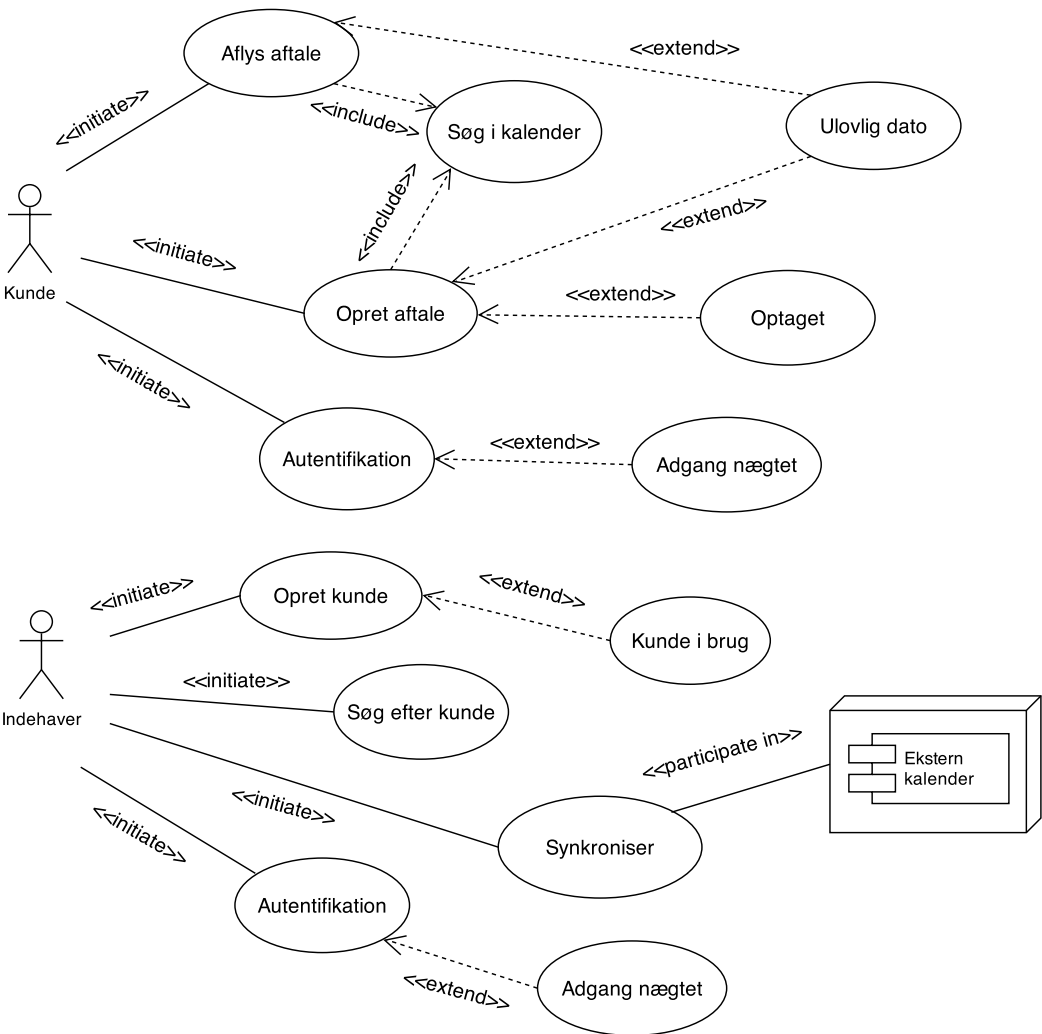 Aflys aftale
<<extend>>
<<initiate>>
<<include>>
Søg i kalender
Ulovlig dato
<<include>>
<<extend>>
<<initiate>>
Kunde
Opret aftale
<<extend>>
Optaget
<<initiate>>
Autentifikation
<<extend>>
Adgang nægtet
<<initiate>>
Opret kunde
<<extend>>
Kunde i brug
Indehaver
<<initiate>>
Søg efter kunde
<<participate in>>
Ekstern
kalender
<<initiate>>
Synkroniser
<<initiate>>
Autentifikation
<<extend>>
Adgang nægtet